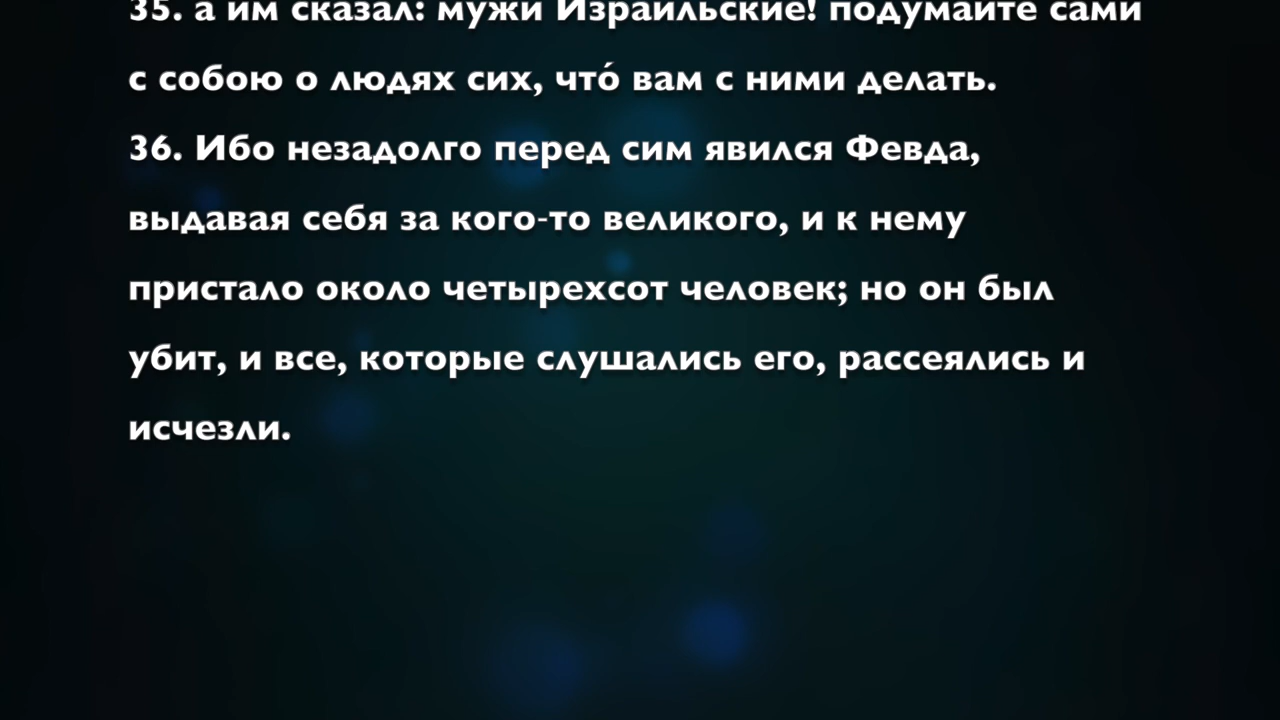 35. а им сказал: мужи Израильские! подумайте сами
с собою о людях сих, что́ вам с ними делать.
36. Ибо незадолго перед сим явился Февда,
выдавая себя за кого-то великого, и к нему
пристало около четырехсот человек; но он был
убит, и все, которые слушались его, рассеялись и
исчезли.